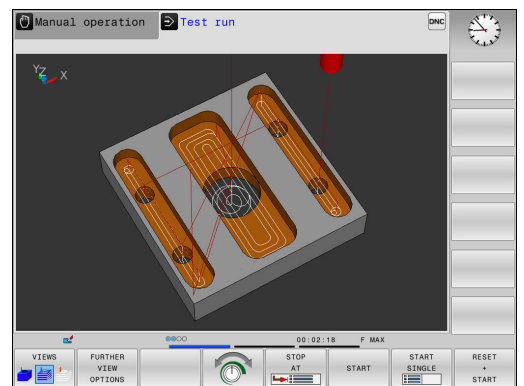 Manual operation
Test run
DNC
YZ X
00:02:18 F MAX
VIEWS
FURTHER
VIEW
OPTIONS
STOP
AT
START
START
SINGLE
RESET
+
START